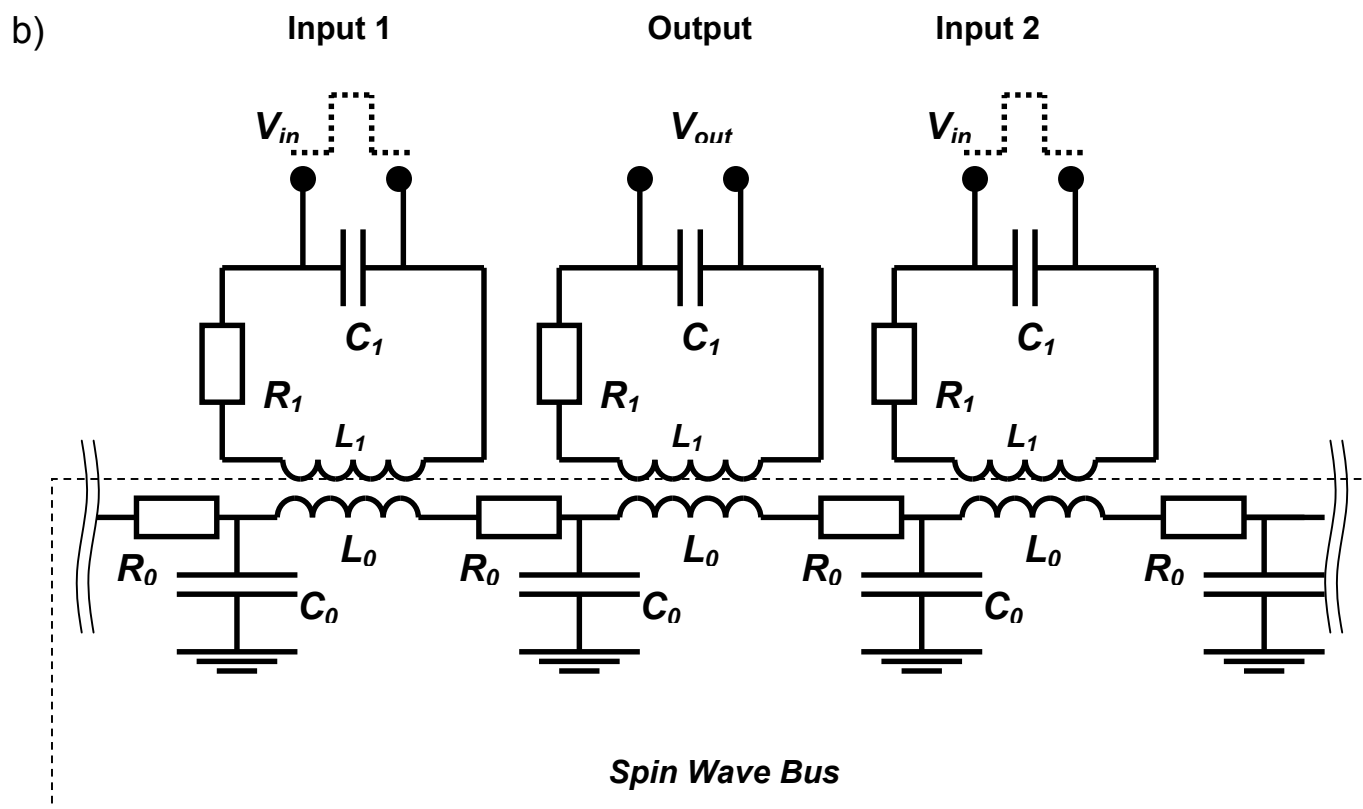 b)
Input 1 Output Input 2
V_in V_out V_in
C_1 C_1 C_1
R_1 R_1 R_1
L_1 L_1 L_1
R_0 L_0 R_0 L_0 R_0 L_0 R_0
C_0 C_0 C_0
Spin Wave Bus